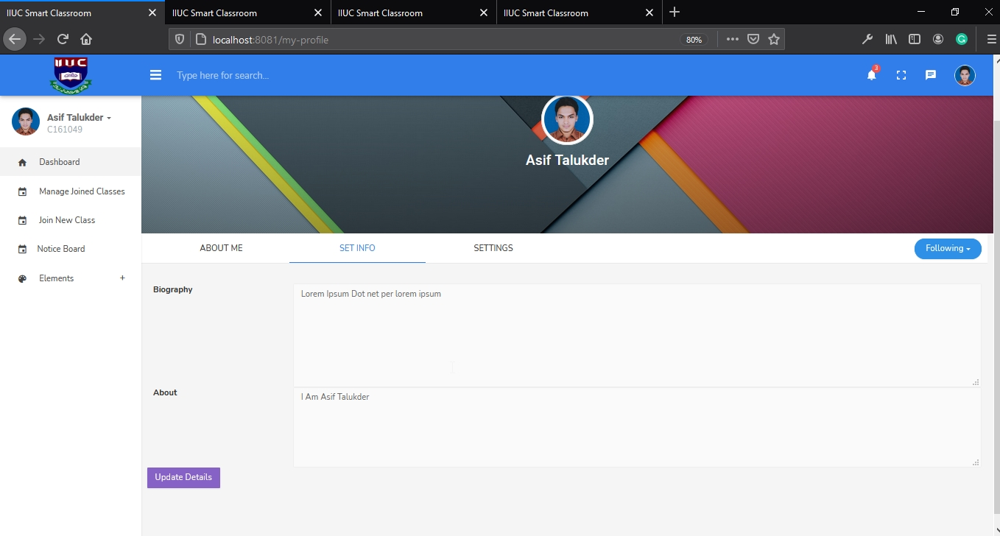 IIUC Smart Classroom
IIUC Smart Classroom
IIUC Smart Classroom
IIUC Smart Classroom
localhost:8081/my-profile
80%
IIUC
Type here for search...
3
Asif Talukder
C161049
Dashboard
Manage Joined Classes
Join New Class
Notice Board
Elements +
Asif Talukder
ABOUT ME SET INFO SETTINGS Following
Biography
Lorem Ipsum Dot net per lorem ipsum
About
I Am Asif Talukder
Update Details